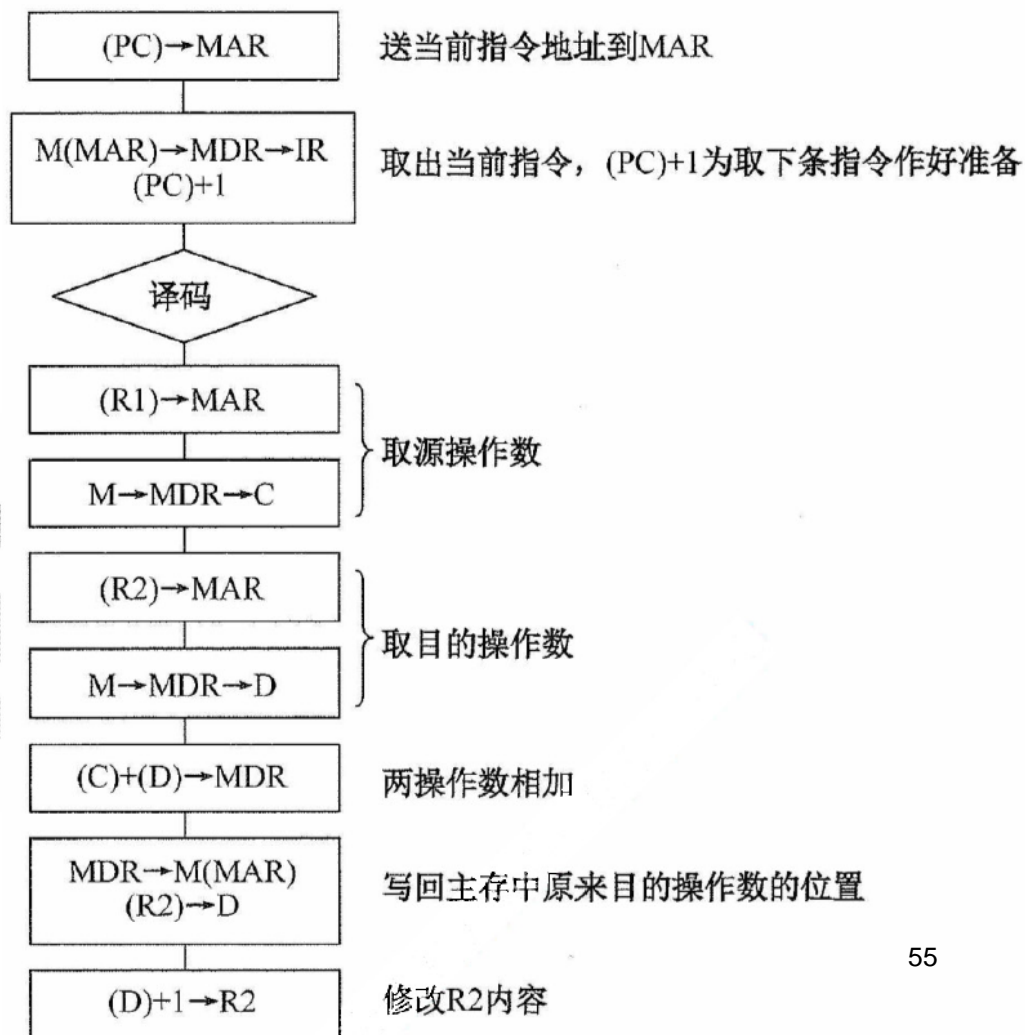 (PC)→MAR 送当前指令地址到MAR
M(MAR)→MDR→IR
(PC)+1
取出当前指令，(PC)+1为取下条指令作好准备
译码
(R1)→MAR
取源操作数
M→MDR→C
(R2)→MAR
取目的操作数
M→MDR→D
(C)+(D)→MDR 两操作数相加
MDR→M(MAR)
(R2)→D
写回主存中原来目的操作数的位置
55
(D)+1→R2 修改R2内容